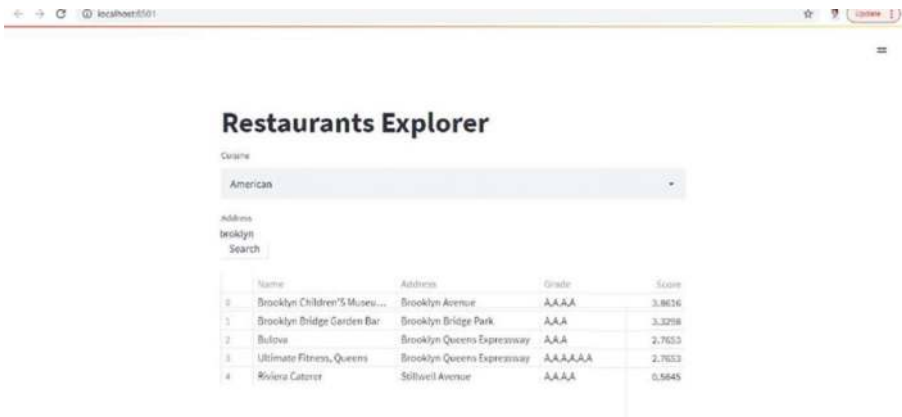 localhost:8501
Update
Restaurants Explorer
Cuisine
American
Address
broklyn
Search
Name Address Grade Score
0 Brooklyn Children'S Museu... Brooklyn Avenue A,A,A,A 3.8616
1 Brooklyn Bridge Garden Bar Brooklyn Bridge Park A,A,A 3.3298
2 Bulova Brooklyn Queens Expressway A,A,A 2.7653
3 Ultimate Fitness, Queens Brooklyn Queens Expressway A,A,A,A,A 2.7653
4 Riviera Caterer Stillwell Avenue A,A,A,A 0.5645